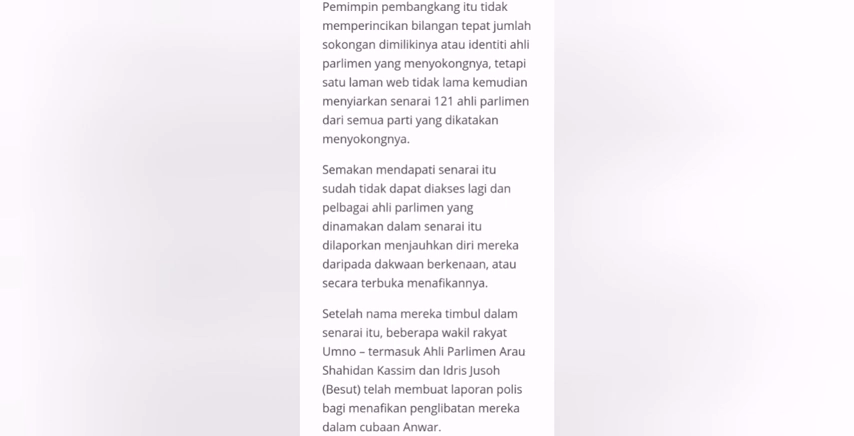 Pemimpin pembangkang itu tidak
memperincikan bilangan tepat jumlah
sokongan dimilikinya atau identiti ahli
parlimen yang menyokongnya, tetapi
satu laman web tidak lama kemudian
menyiarkan senarai 121 ahli parlimen
dari semua parti yang dikatakan
menyokongnya.
Semakan mendapati senarai itu
sudah tidak dapat diakses lagi dan
pelbagai ahli parlimen yang
dinamakan dalam senarai itu
dilaporkan menjauhkan diri mereka
daripada dakwaan berkenaan, atau
secara terbuka menafikannya.
Setelah nama mereka timbul dalam
senarai itu, beberapa wakil rakyat
Umno – termasuk Ahli Parlimen Arau
Shahidan Kassim dan Idris Jusoh
(Besut) telah membuat laporan polis
bagi menafikan penglibatan mereka
dalam cubaan Anwar.